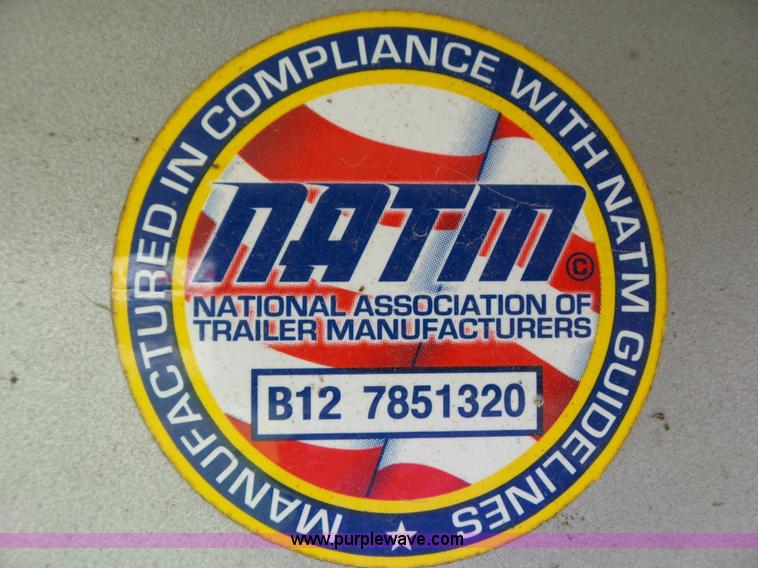 MANUFACTURED IN COMPLIANCE WITH NATM GUIDELINES
NATM ©
NATIONAL ASSOCIATION OF
TRAILER MANUFACTURERS
B12 7851320
www.purplewave.com